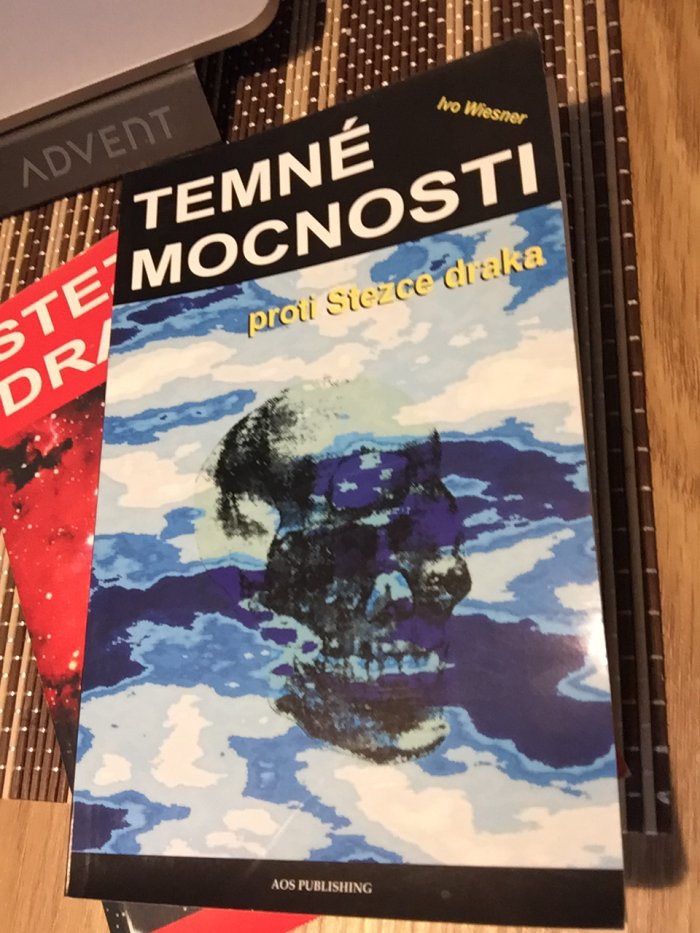 ADVENT
Ivo Wiesner
TEMNÉ
MOCNOSTI
proti Stezce draka
STEZ
DRA
AOS PUBLISHING